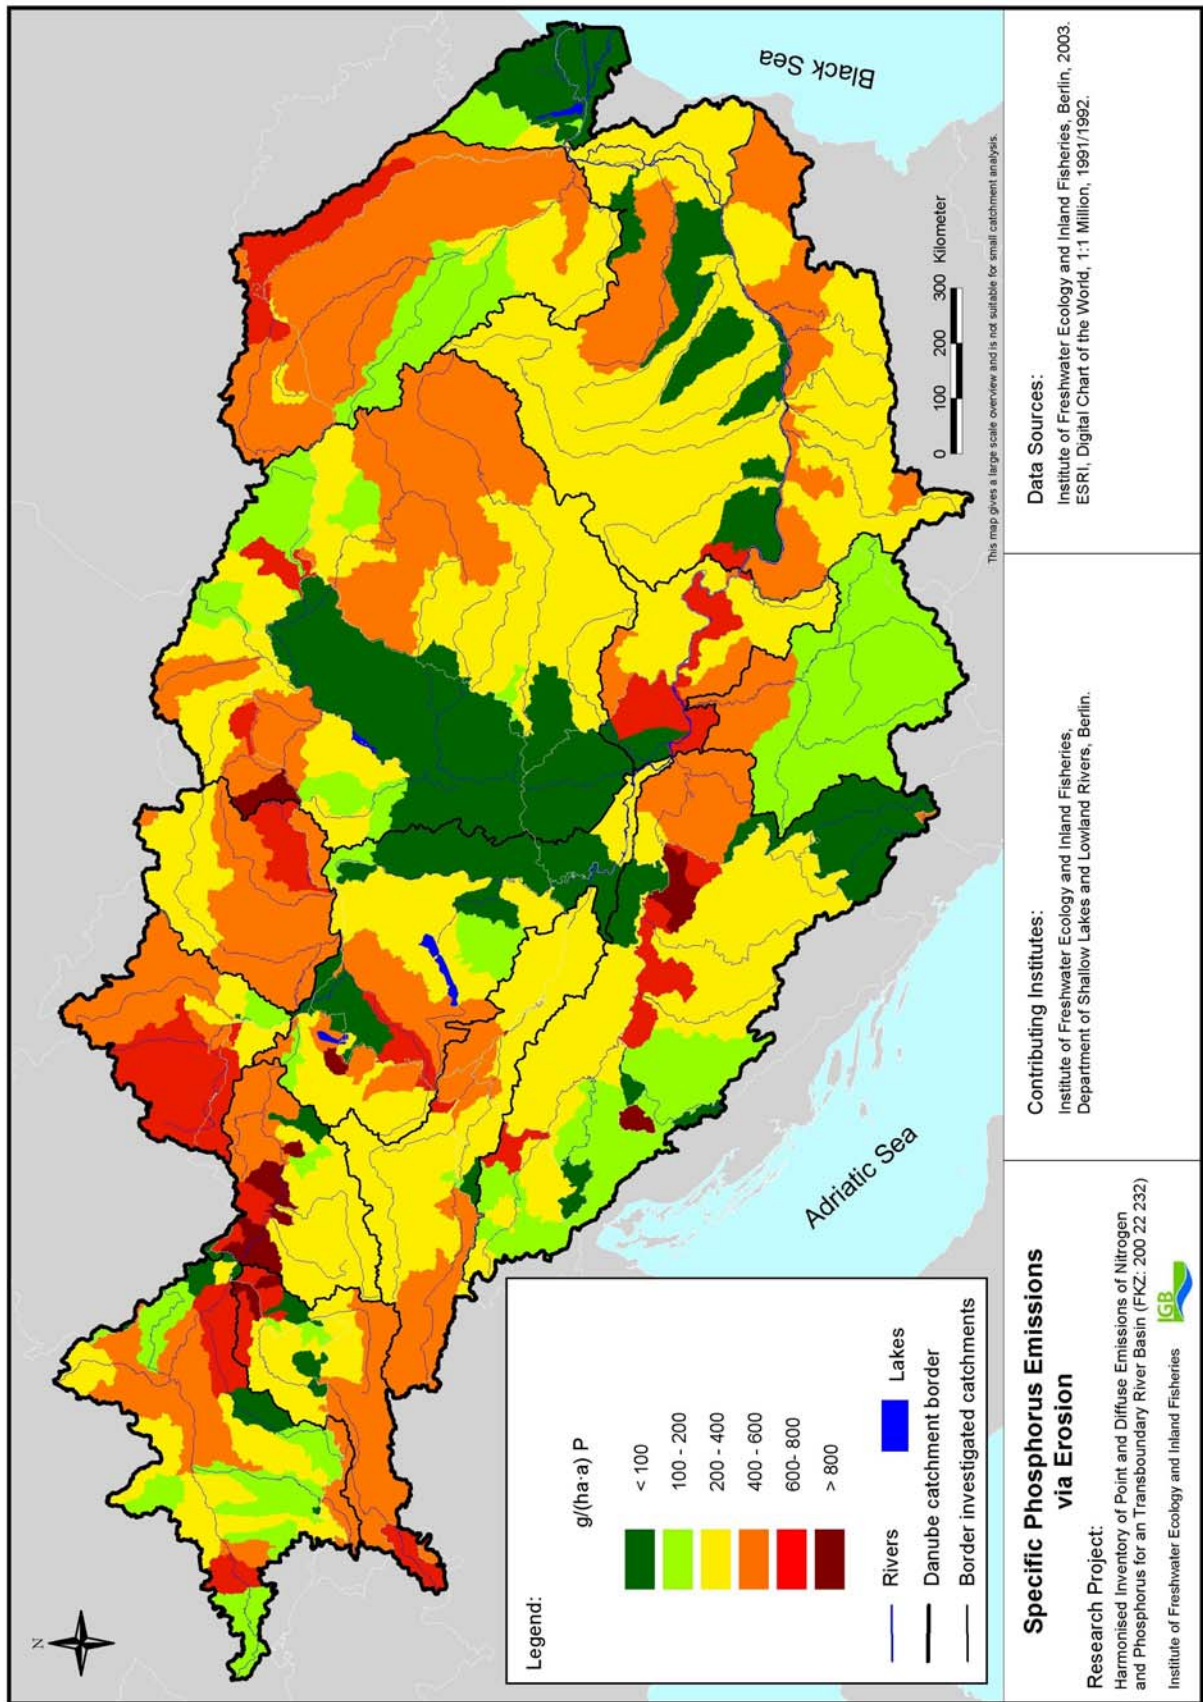 N
Black Sea
Adriatic Sea
0 100 200 300 Kilometer
This map gives a large scale overview and is not suitable for small catchment analysis.
Legend:
g/(ha·a) P
< 100
100 - 200
200 - 400
400 - 600
600- 800
> 800
Rivers
Lakes
Danube catchment border
Border investigated catchments
Specific Phosphorus Emissions
via Erosion
Research Project:
Harmonised Inventory of Point and Diffuse Emissions of Nitrogen
and Phosphorus for an Transboundary River Basin (FKZ: 200 22 232)
Institute of Freshwater Ecology and Inland Fisheries
IGB
Contributing Institutes:
Institute of Freshwater Ecology and Inland Fisheries,
Department of Shallow Lakes and Lowland Rivers, Berlin.
Data Sources:
Institute of Freshwater Ecology and Inland Fisheries, Berlin, 2003.
ESRI, Digital Chart of the World, 1:1 Million, 1991/1992.